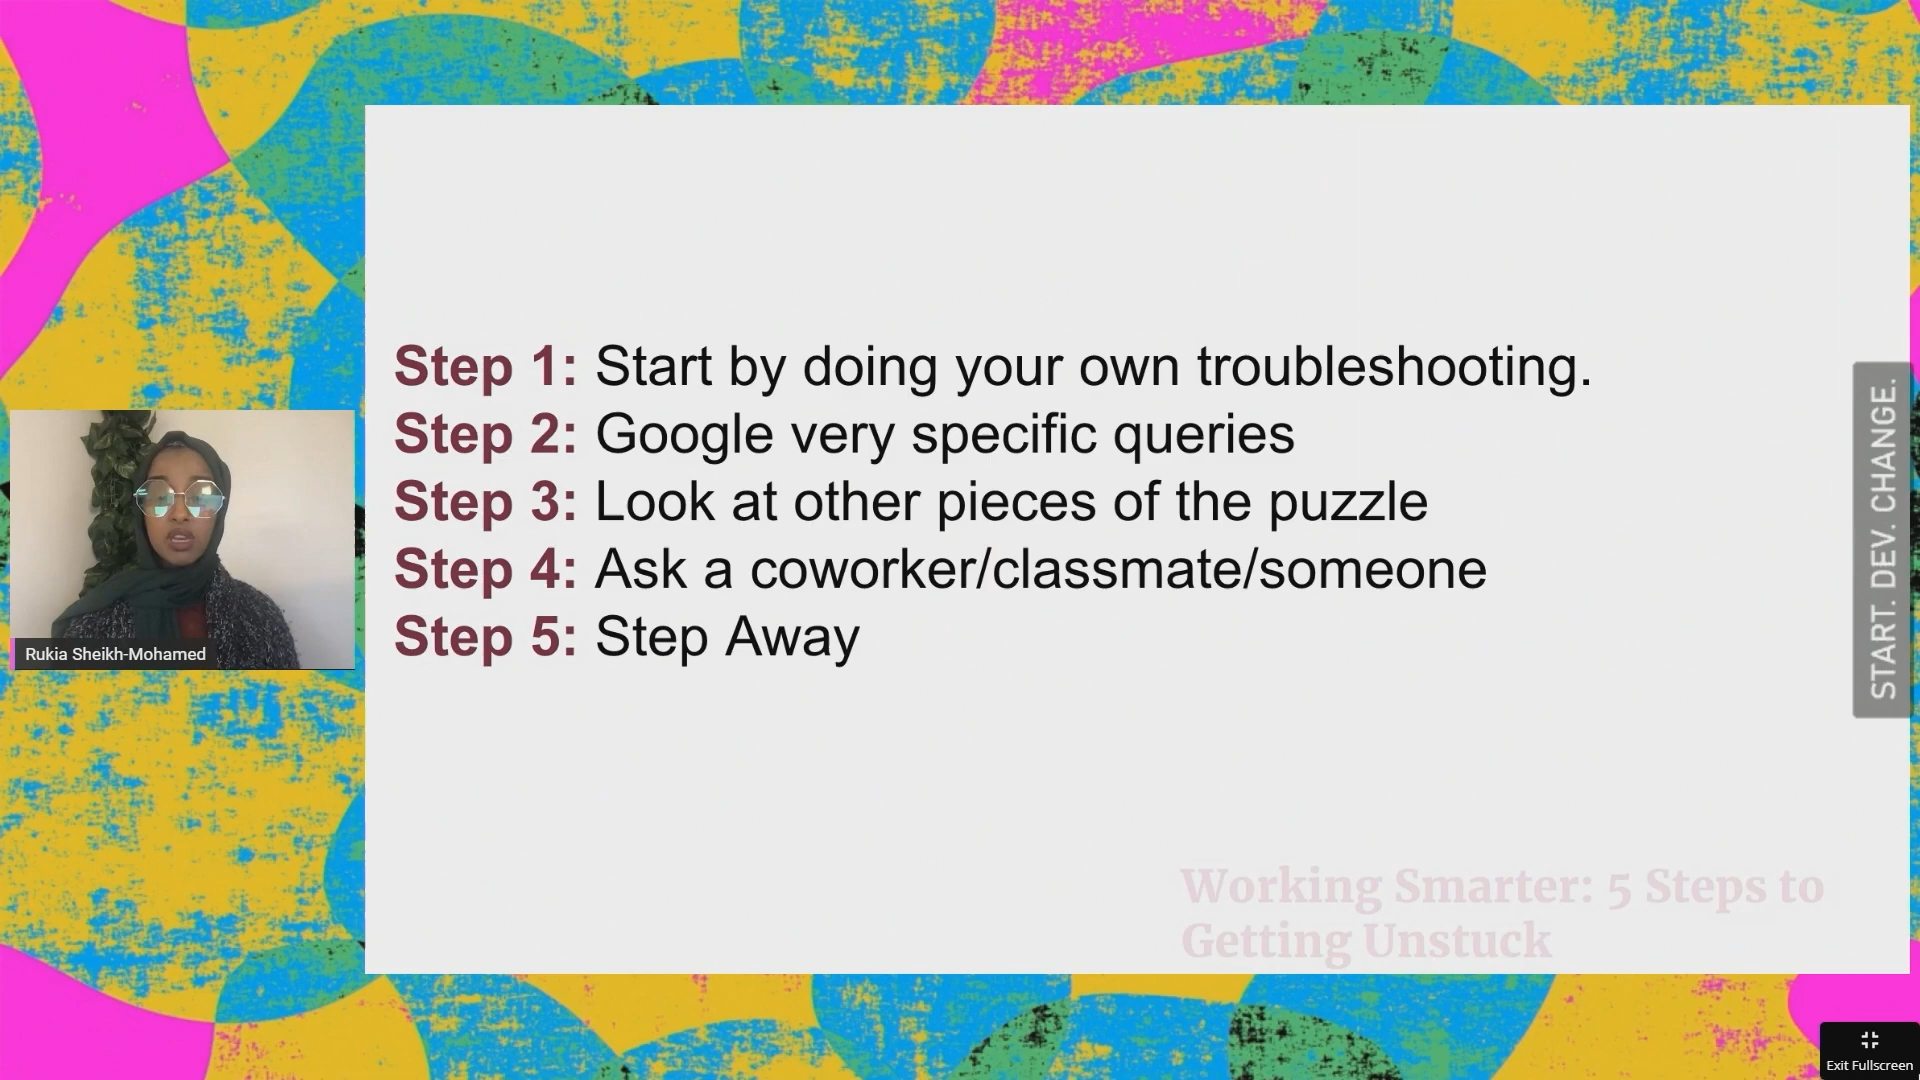 Step 1: Start by doing your own troubleshooting.
Step 2: Google very specific queries
Step 3: Look at other pieces of the puzzle
Step 4: Ask a coworker/classmate/someone
Step 5: Step Away
Rukia Sheikh-Mohamed
START. DEV. CHANGE.
Working Smarter: 5 Steps to
Getting Unstuck
Exit Fullscreen